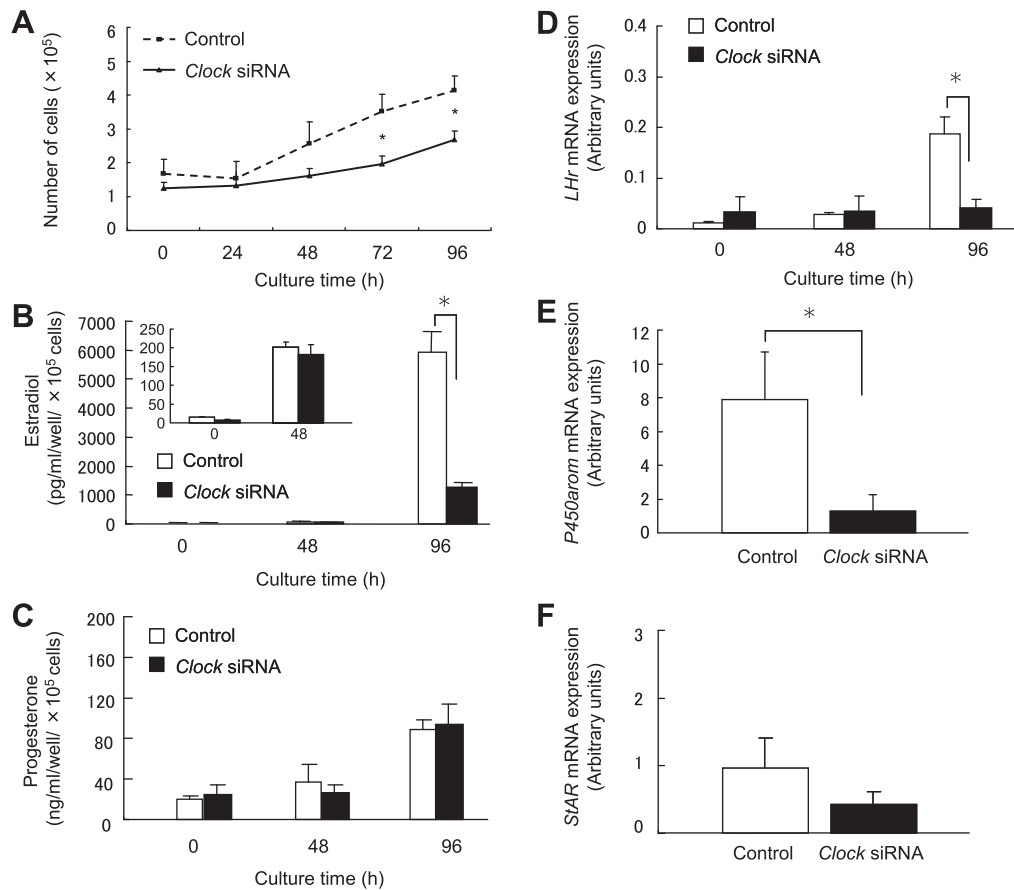 A
Number of cells ( × 10⁵)
6
5
4
3
2
1
0
Control
Clock siRNA
*
*
0 24 48 72 96
Culture time (h)
B
Estradiol
(pg/ml/well/ × 10⁵ cells)
7000
6000
5000
4000
3000
2000
1000
0
250
200
150
100
50
0
0 48
Control
Clock siRNA
*
0 48 96
Culture time (h)
C
Progesterone
(ng/ml/well/ × 10⁵ cells)
200
160
120
80
40
0
Control
Clock siRNA
0 48 96
Culture time (h)
D
LHr mRNA expression
(Arbitrary units)
0.4
0.3
0.2
0.1
0
Control
Clock siRNA
*
0 48 96
Culture time (h)
E
P450arom mRNA expression
(Arbitrary units)
12
10
8
6
4
2
0
*
Control Clock siRNA
F
StAR mRNA expression
(Arbitrary units)
3
2
1
0
Control Clock siRNA